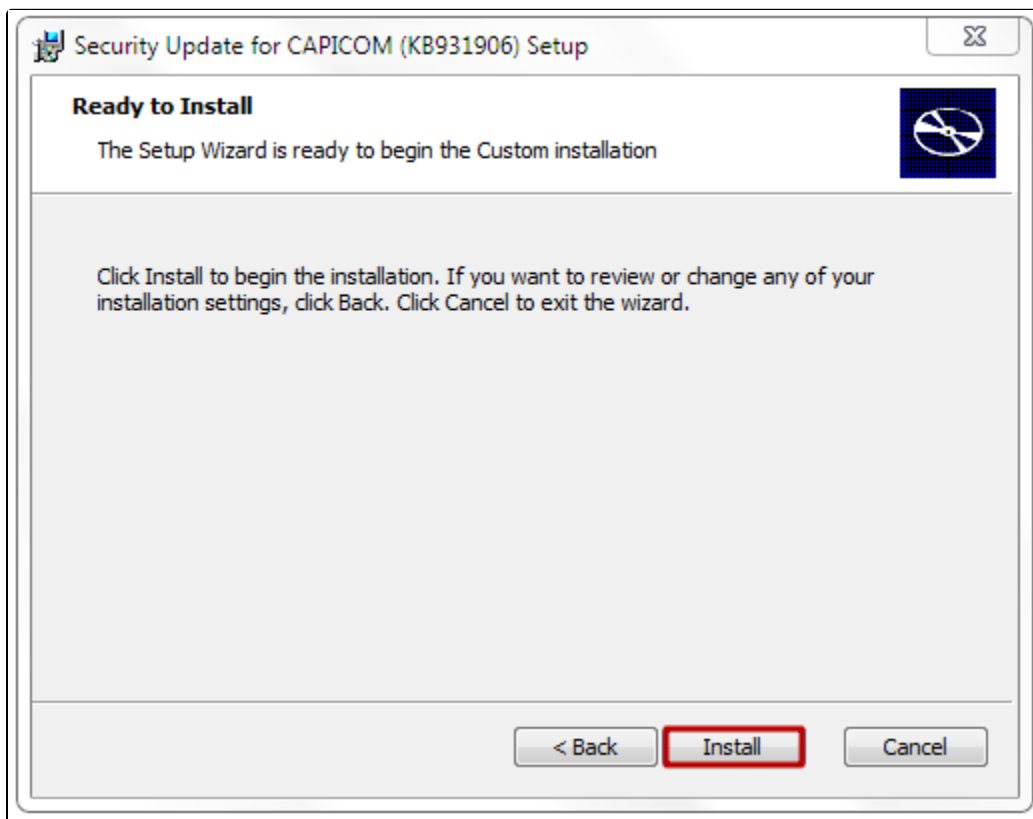 Security Update for CAPICOM (KB931906) Setup
Ready to Install
The Setup Wizard is ready to begin the Custom installation
Click Install to begin the installation. If you want to review or change any of your
installation settings, click Back. Click Cancel to exit the wizard.
< Back Install Cancel